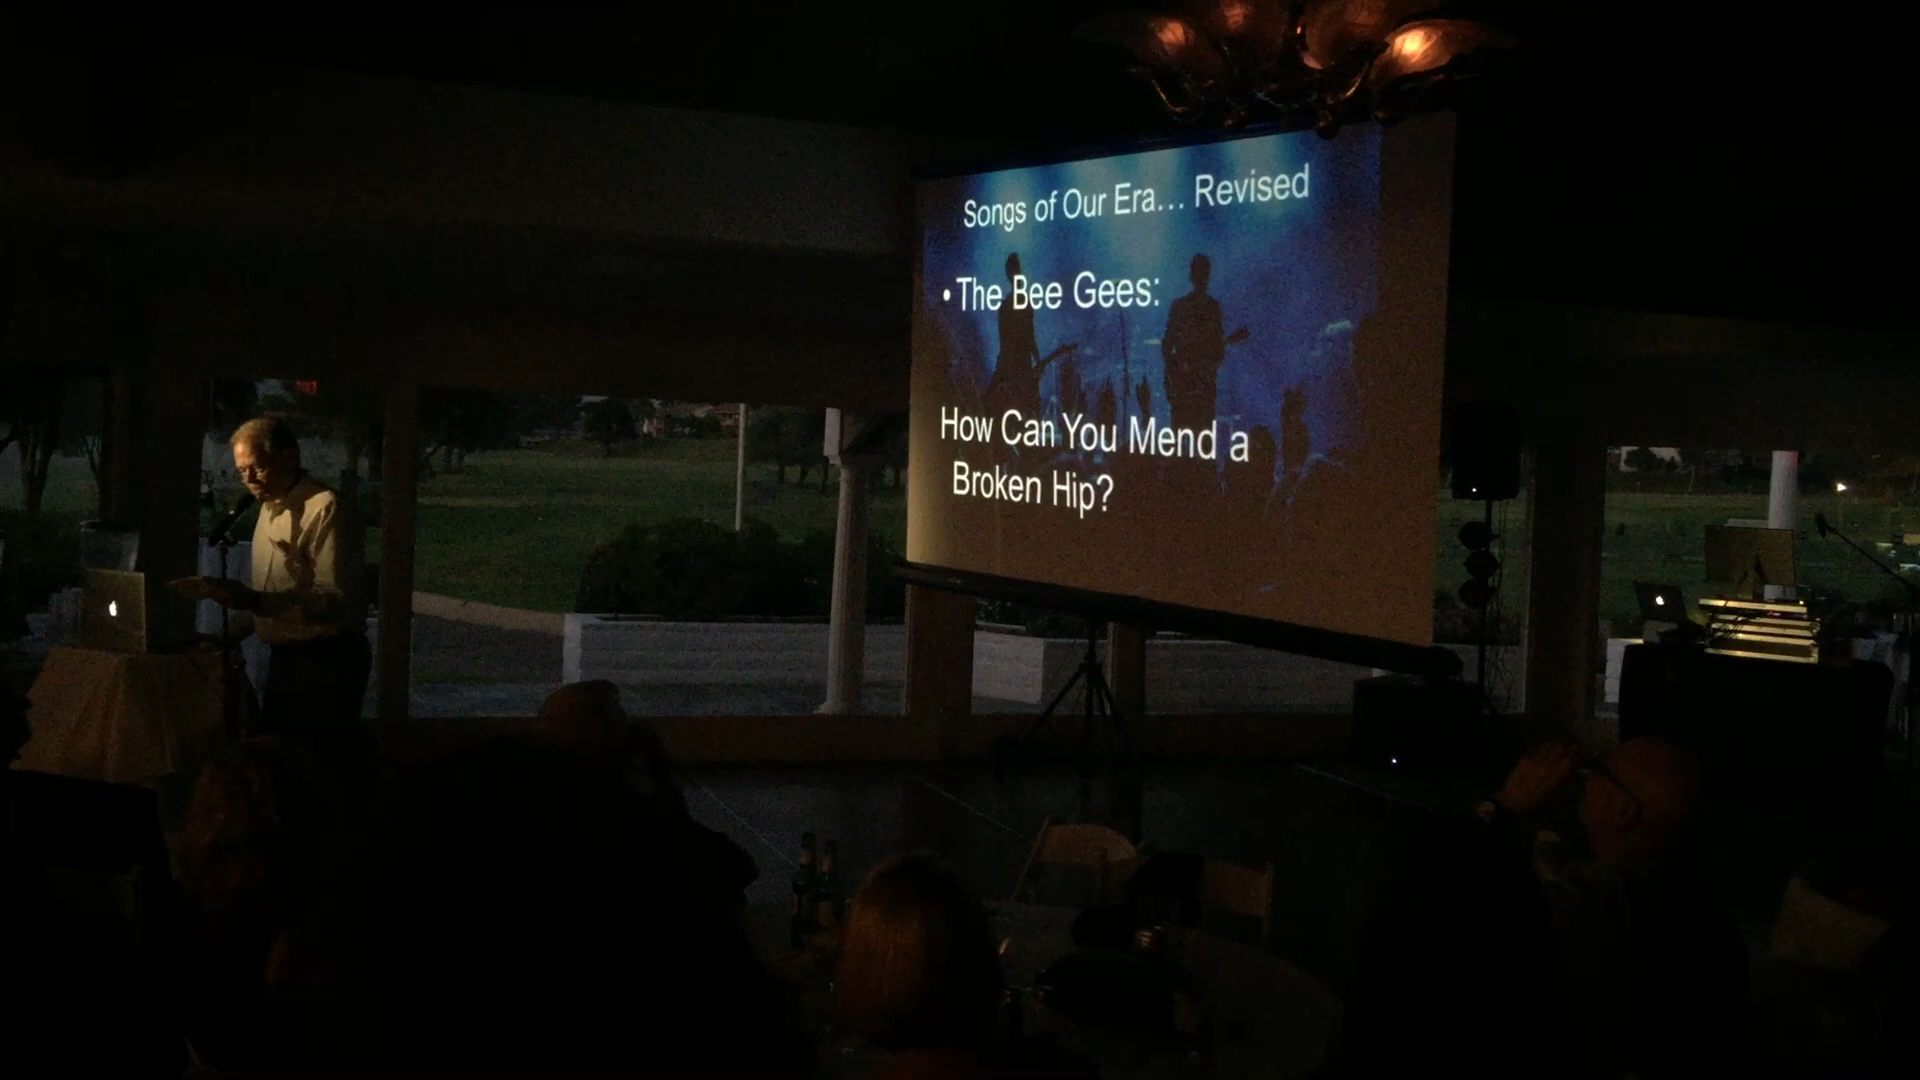 Songs of Our Era... Revised
• The Bee Gees:
How Can You Mend a
Broken Hip?